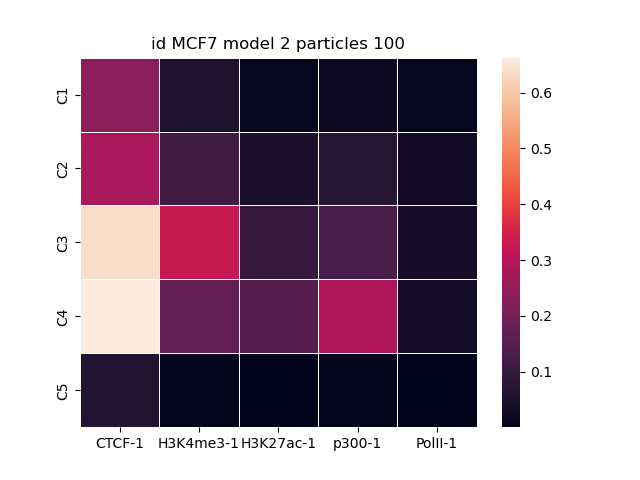 id MCF7 model 2 particles 100
C1
C2
C3
C4
C5
CTCF-1 H3K4me3-1 H3K27ac-1 p300-1 PolII-1
0.6
0.5
0.4
0.3
0.2
0.1